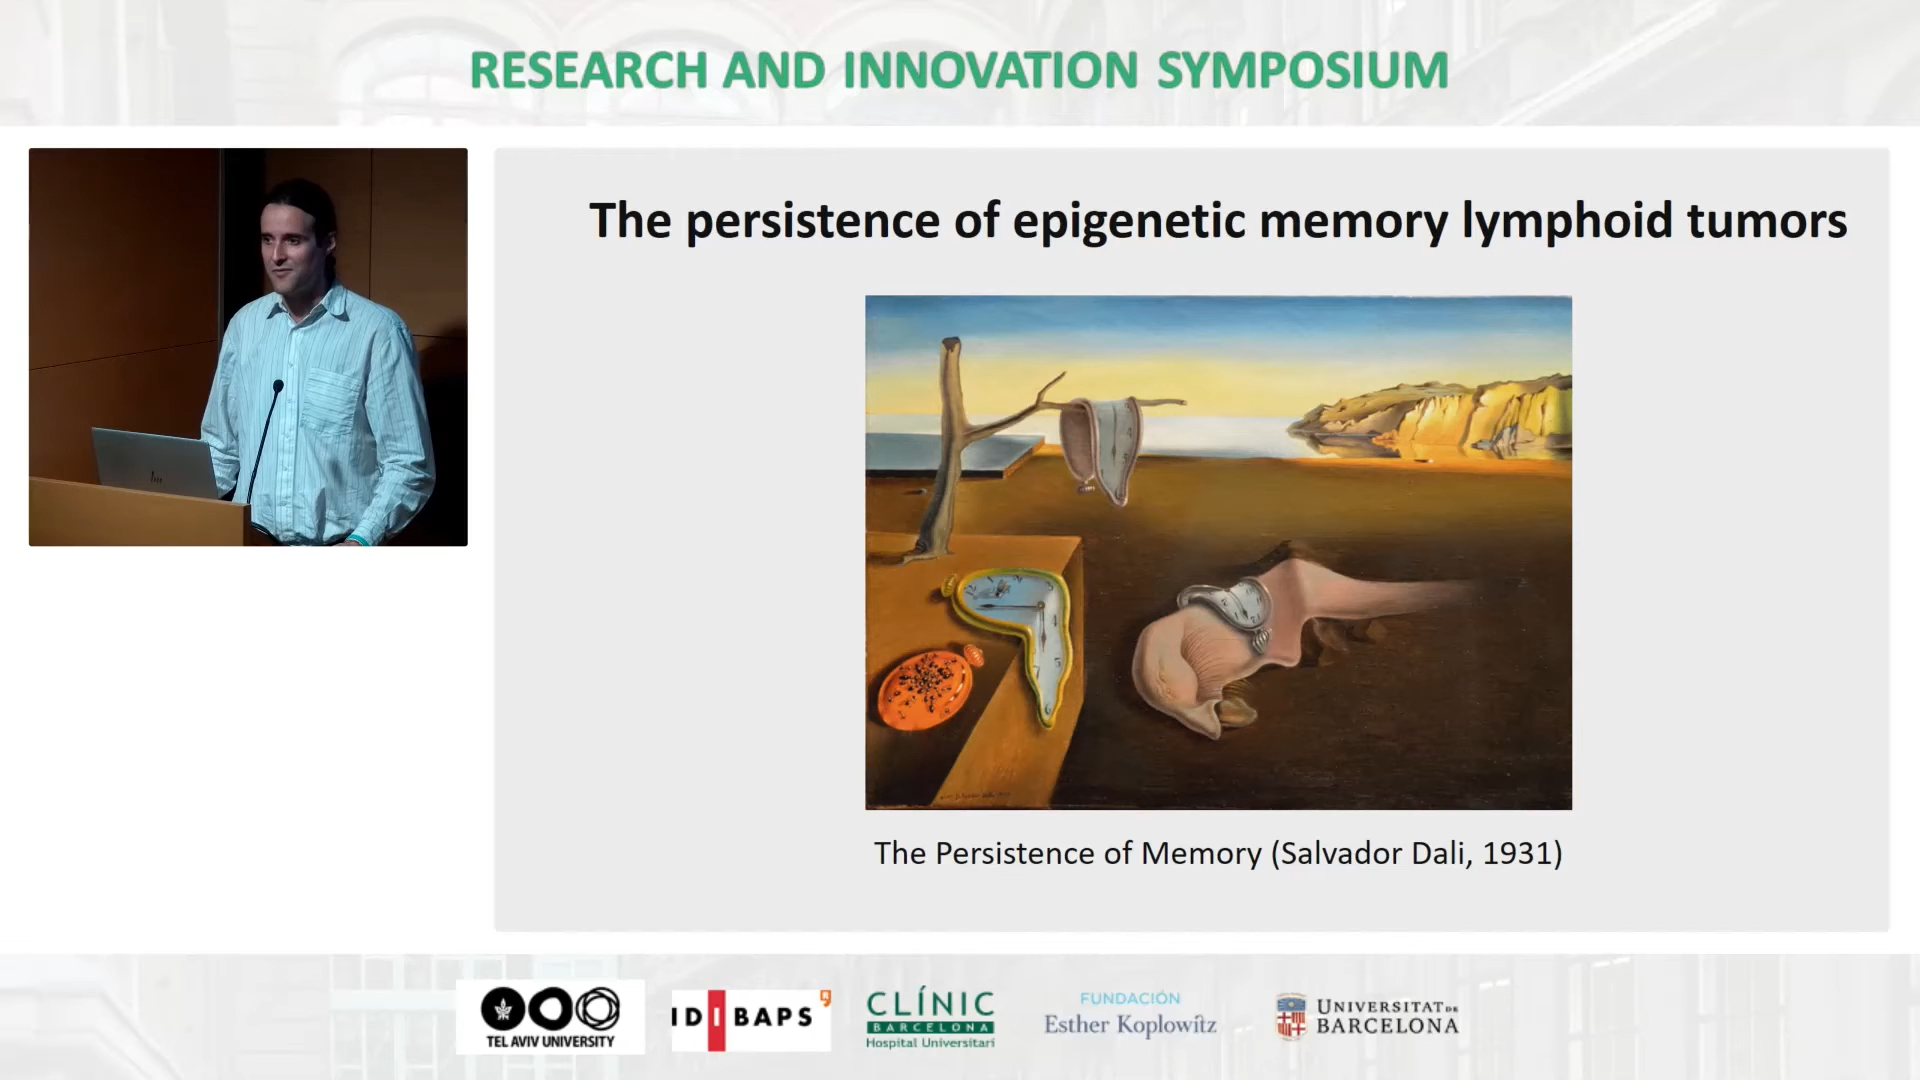 RESEARCH AND INNOVATION SYMPOSIUM
The persistence of epigenetic memory lymphoid tumors
The Persistence of Memory (Salvador Dali, 1931)
TEL AVIV UNIVERSITY
IDIBAPS
CLÍNIC
BARCELONA
Hospital Universitari
FUNDACIÓN
Esther Koplowitz
UNIVERSITAT DE
BARCELONA